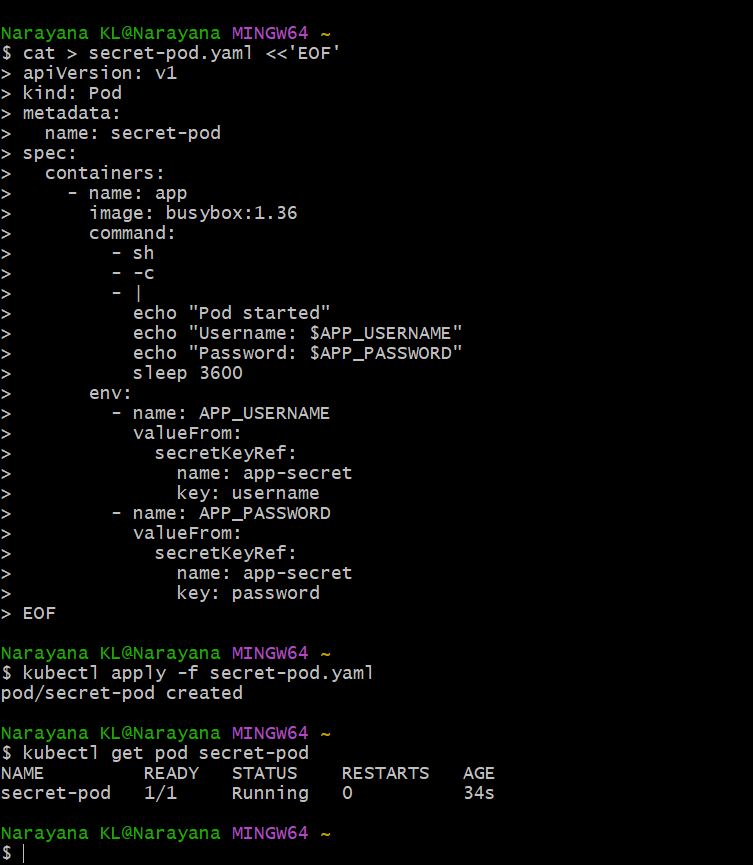 Narayana KL@Narayana MINGW64 ~
$ cat > secret-pod.yaml <<'EOF'
> apiVersion: v1
> kind: Pod
> metadata:
>   name: secret-pod
> spec:
>   containers:
>     - name: app
>       image: busybox:1.36
>       command:
>         - sh
>         - -c
>         - |
>           echo "Pod started"
>           echo "Username: $APP_USERNAME"
>           echo "Password: $APP_PASSWORD"
>           sleep 3600
>       env:
>         - name: APP_USERNAME
>           valueFrom:
>             secretKeyRef:
>               name: app-secret
>               key: username
>         - name: APP_PASSWORD
>           valueFrom:
>             secretKeyRef:
>               name: app-secret
>               key: password
> EOF
Narayana KL@Narayana MINGW64 ~
$ kubectl apply -f secret-pod.yaml
pod/secret-pod created
Narayana KL@Narayana MINGW64 ~
$ kubectl get pod secret-pod
NAME         READY   STATUS    RESTARTS   AGE
secret-pod   1/1     Running   0          34s
Narayana KL@Narayana MINGW64 ~
$